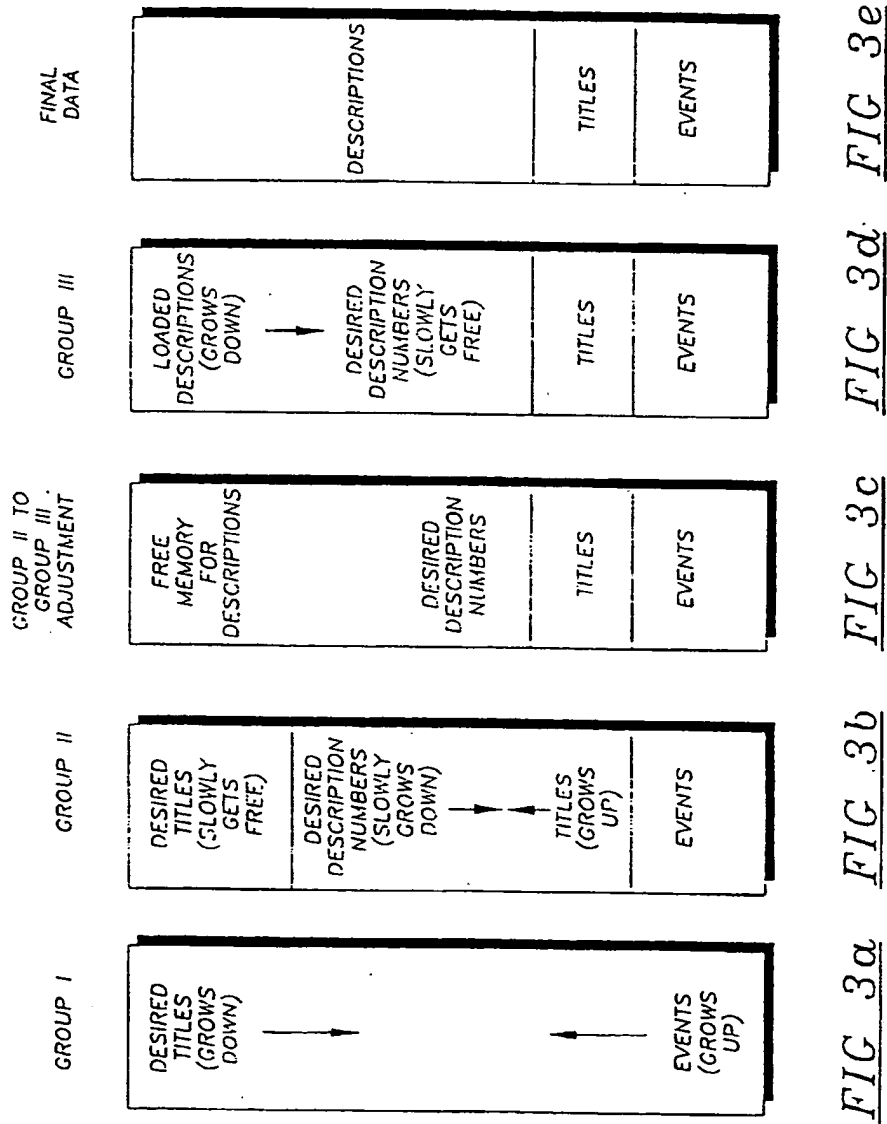 GROUP I
DESIRED
TITLES
(GROWS
DOWN)
EVENTS
(GROWS
UP)
FIG 3a
GROUP II
DESIRED
TITLES
(SLOWLY
GETS
FREE)
DESIRED
DESCRIPTION
NUMBERS
(SLOWLY
GROWS
DOWN)
TITLES
(GROWS
UP)
EVENTS
FIG 3b
GROUP II TO
GROUP III
ADJUSTMENT
FREE
MEMORY
FOR
DESCRIPTIONS
DESIRED
DESCRIPTION
NUMBERS
TITLES
EVENTS
FIG 3c
GROUP III
LOADED
DESCRIPTIONS
(GROWS
DOWN)
DESIRED
DESCRIPTION
NUMBERS
(SLOWLY
GETS
FREE)
TITLES
EVENTS
FIG 3d
FINAL
DATA
DESCRIPTIONS
TITLES
EVENTS
FIG 3e